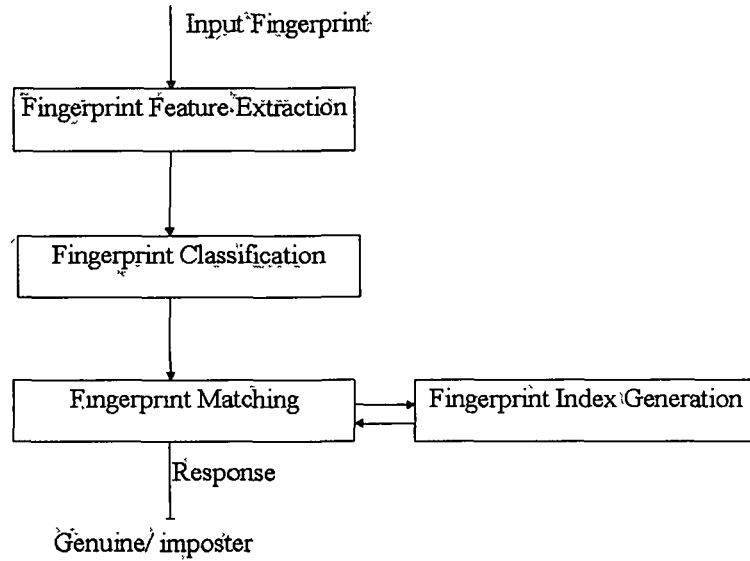 Input Fingerprint
Fingerprint Feature Extraction
Fingerprint Classification
Fingerprint Matching
Fingerprint Index Generation
Response
Genuine/ imposter